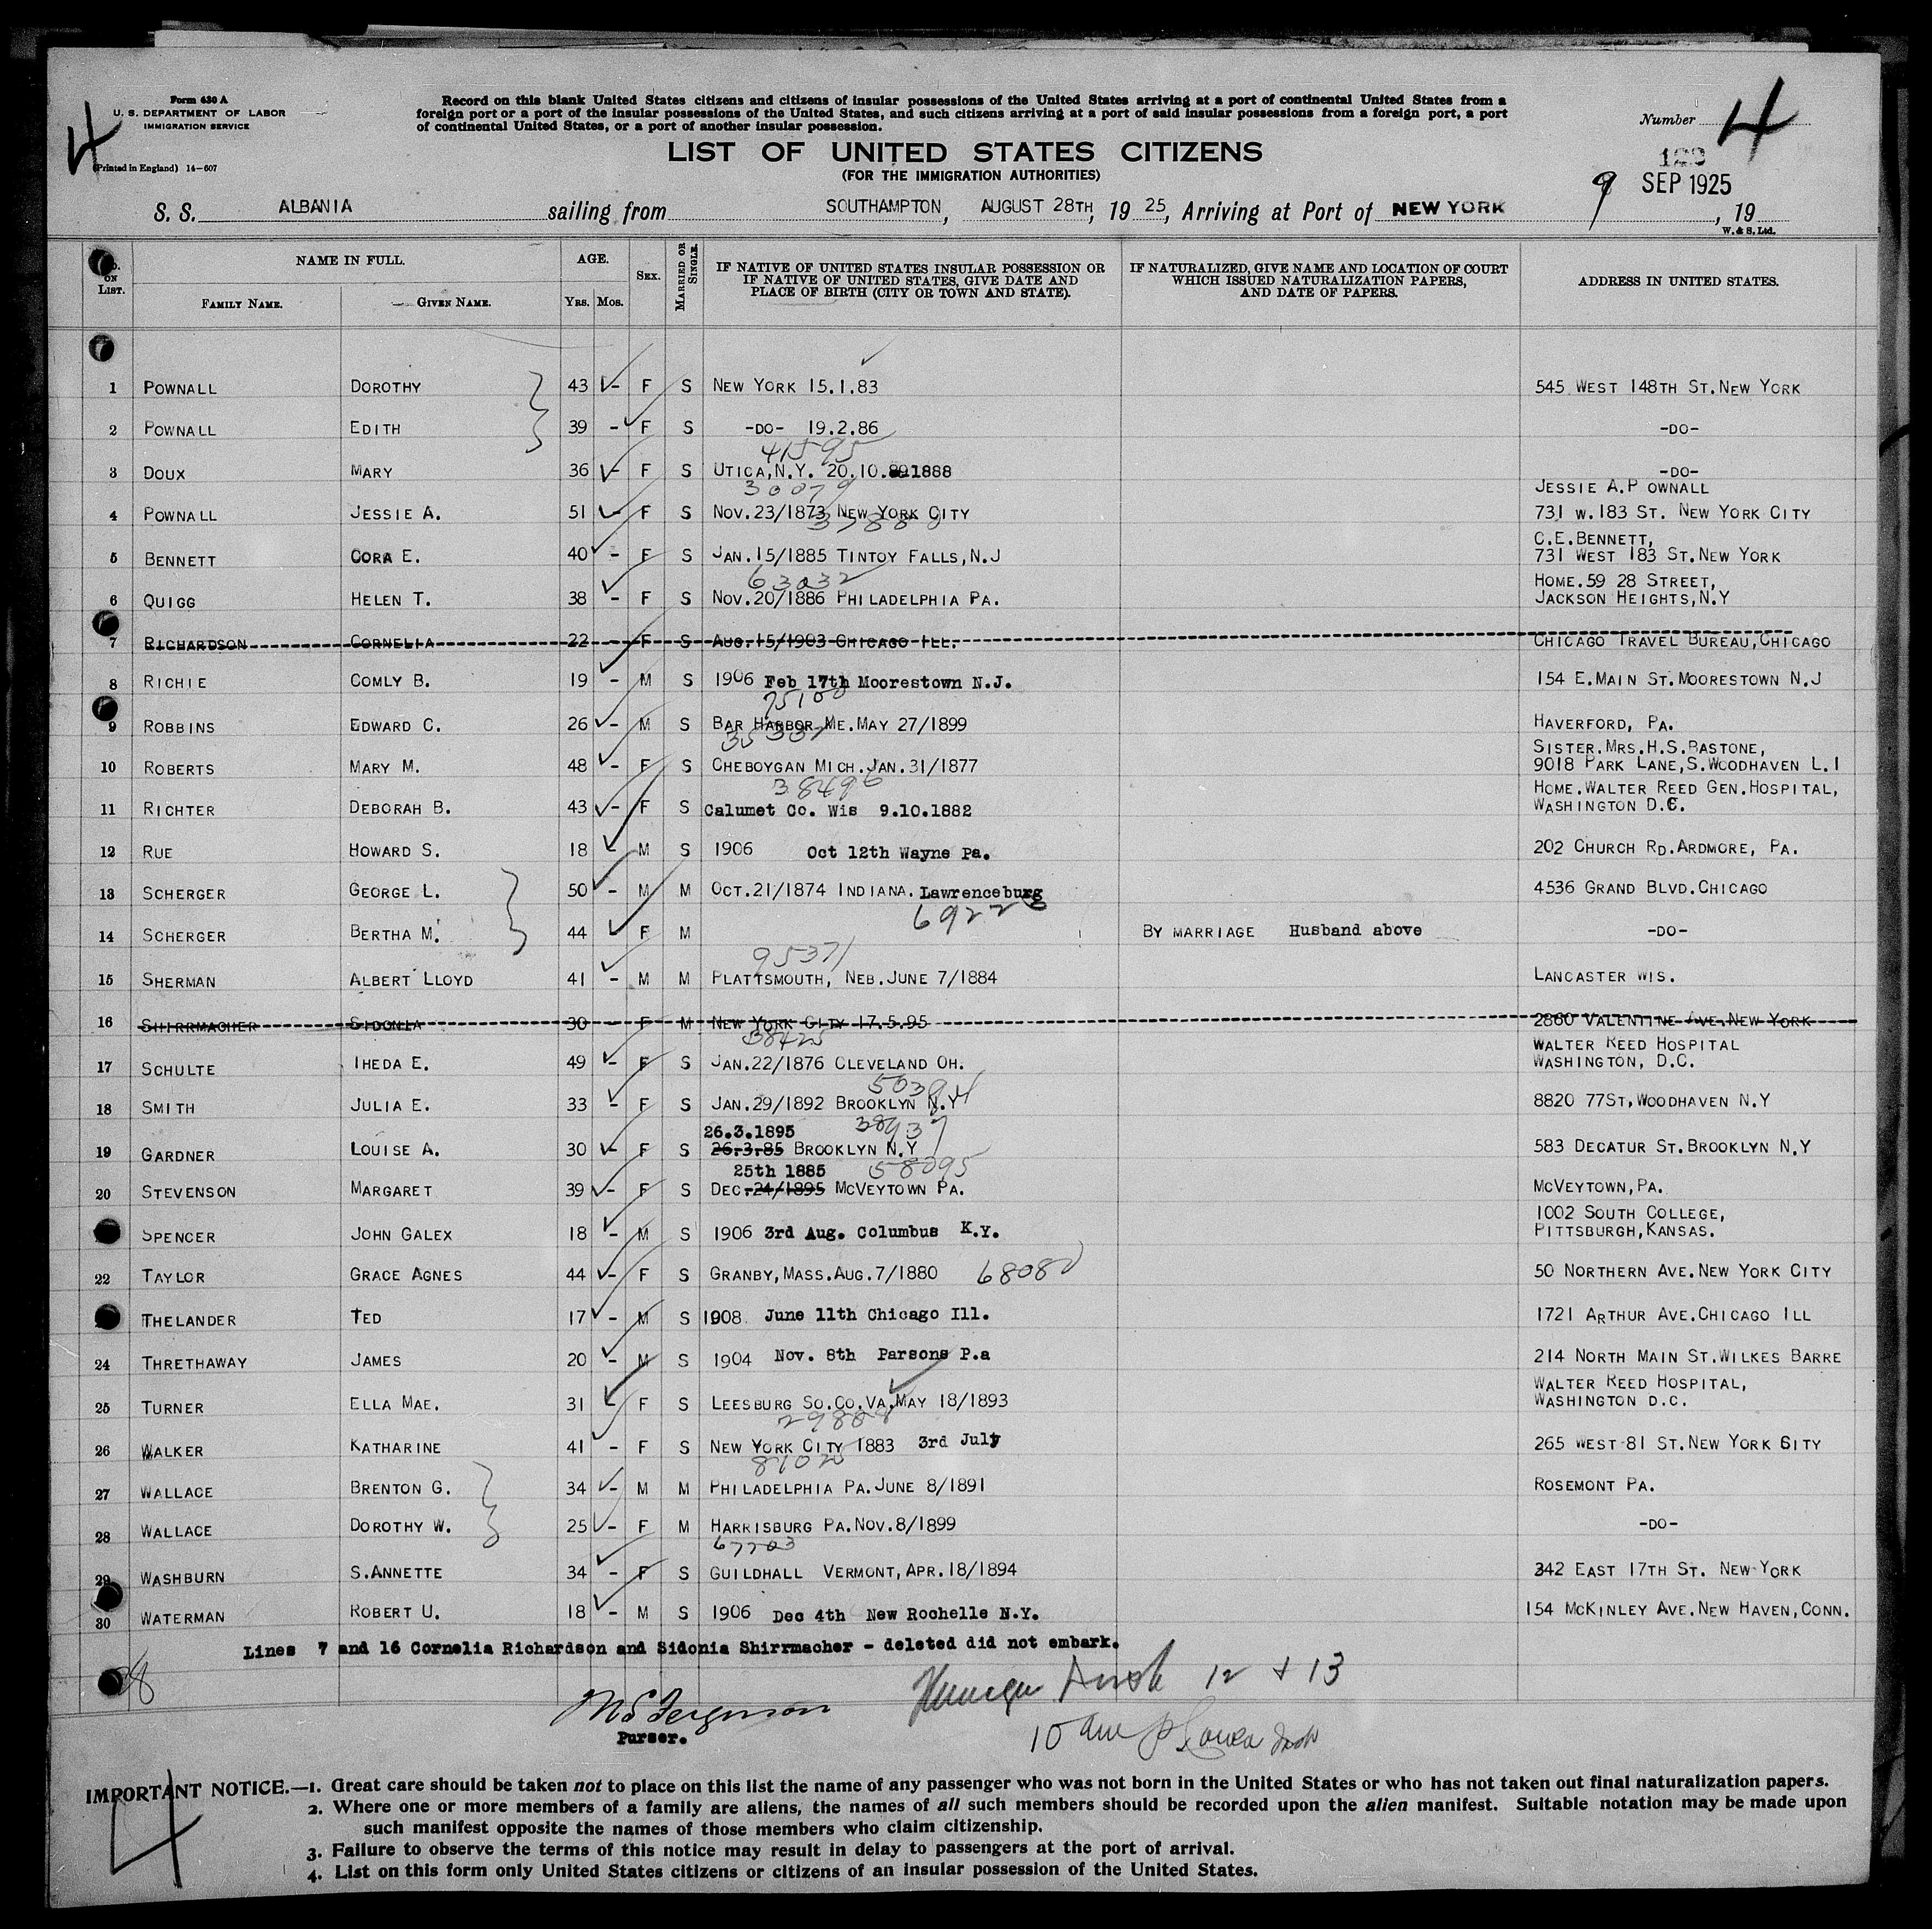 Form 630 A
U. S. DEPARTMENT OF LABOR
IMMIGRATION SERVICE
(Printed in England) 14-607
4
Record on this blank United States citizens and citizens of insular possessions of the United States arriving at a port of continental United States from a
foreign port or a port of the insular possessions of the United States, and such citizens arriving at a port of said insular possessions from a foreign port, a port
of continental United States, or a port of another insular possession.
Number 4
LIST OF UNITED STATES CITIZENS
(FOR THE IMMIGRATION AUTHORITIES)
9 SEP 1925
S. S. ALBANIA sailing from SOUTHAMPTON, AUGUST 28TH, 19 25, Arriving at Port of NEW YORK, 19
W. & S. Ltd.
No. ON LIST. NAME IN FULL. FAMILY NAME. GIVEN NAME. AGE. YRS. MOS. SEX. MARRIED OR SINGLE. IF NATIVE OF UNITED STATES INSULAR POSSESSION OR IF NATIVE OF UNITED STATES, GIVE DATE AND PLACE OF BIRTH (CITY OR TOWN AND STATE). IF NATURALIZED, GIVE NAME AND LOCATION OF COURT WHICH ISSUED NATURALIZATION PAPERS, AND DATE OF PAPERS. ADDRESS IN UNITED STATES.
1 POWNALL DOROTHY 43 - F S NEW YORK 15.1.83 545 WEST 148TH ST. NEW YORK
2 POWNALL EDITH 39 - F S -DO- 19.2.86 -DO-
41595
3 DOUX MARY 36 - F S UTICA, N.Y. 20.10.89 1888 -DO-
30079
JESSIE A.P OWNALL
4 POWNALL JESSIE A. 51 - F S NOV. 23/1873 NEW YORK CITY 731 W. 183 ST. NEW YORK CITY
C.E. BENNETT,
5 BENNETT CORA E. 40 - F S JAN. 15/1885 TINTOY FALLS, N.J 731 WEST 183 ST. NEW YORK
63032
HOME. 59 28 STREET,
6 QUIGG HELEN T. 38 - F S NOV. 20/1886 PHILADELPHIA PA. JACKSON HEIGHTS, N.Y
7 RICHARDSON CORNELIA 22 - F S AUG. 15/1903 CHICAGO ILL. CHICAGO TRAVEL BUREAU, CHICAGO
8 RICHIE COMLY B. 19 - M S 1906 Feb 17th Moorestown N.J. 154 E. MAIN ST. MOORESTOWN N.J
75100
9 ROBBINS EDWARD C. 26 - M S BAR HARBOR ME. MAY 27/1899 HAVERFORD, PA.
SISTER. MRS. H.S. BASTONE,
10 ROBERTS MARY M. 48 - F S CHEBOYGAN MICH. JAN. 31/1877 9018 PARK LANE, S. WOODHAVEN L.I
38496
HOME. WALTER REED GEN. HOSPITAL,
11 RICHTER DEBORAH B. 43 - F S Calumet Co. Wis 9.10.1882 WASHINGTON D.C.
12 RUE HOWARD S. 18 - M S 1906 Oct 12th Wayne Pa. 202 CHURCH RD. ARDMORE, PA.
13 SCHERGER GEORGE L. 50 - M M OCT. 21/1874 INDIANA. Lawrenceburg 4536 GRAND BLVD. CHICAGO
14 SCHERGER BERTHA M. 44 F M BY MARRIAGE Husband above -DO-
95371
15 SHERMAN ALBERT LLOYD 41 - M M PLATTSMOUTH, NEB. JUNE 7/1884 LANCASTER WIS.
16 SHIRRMACHER SIDONIA 30 - F M NEW YORK CITY 17.5.95 2860 VALENTINE AVE. NEW YORK
38425
WALTER REED HOSPITAL
17 SCHULTE IHEDA E. 49 - F S JAN. 22/1876 CLEVELAND OH. WASHINGTON, D.C.
50394
18 SMITH JULIA E. 33 - F S JAN. 29/1892 BROOKLYN N.Y 8820 77ST, WOODHAVEN N.Y
26.3.1895 38937
19 GARDNER LOUISE A. 30 - F S 26.3.85 BROOKLYN N.Y 583 DECATUR ST. BROOKLYN N.Y
25th 1885 58095
20 STEVENSON MARGARET 39 - F S DEC. 24/1895 MCVEYTOWN PA. MCVEYTOWN, PA.
1002 SOUTH COLLEGE,
SPENCER JOHN GALEX 18 - M S 1906 3rd Aug. Columbus K.Y. PITTSBURGH, KANSAS.
22 TAYLOR GRACE AGNES 44 - F S GRANBY, MASS. AUG. 7/1880 68080 50 NORTHERN AVE. NEW YORK CITY
THELANDER TED 17 - M S 1908 June 11th Chicago Ill. 1721 ARTHUR AVE. CHICAGO ILL
24 THRETHAWAY JAMES 20 - M S 1904 Nov. 8th Parsons P.a 214 NORTH MAIN ST. WILKES BARRE
WALTER REED HOSPITAL,
25 TURNER ELLA MAE. 31 F S LEESBURG SO. CO. VA. MAY 18/1893 WASHINGTON D.C.
26 WALKER KATHARINE 41 - F S NEW YORK CITY 1883 3rd July 265 WEST 81 ST. NEW YORK CITY
27 WALLACE BRENTON G. 34 - M M PHILADELPHIA PA. JUNE 8/1891 ROSEMONT PA.
28 WALLACE DOROTHY W. 25 - F M HARRISBURG PA. NOV. 8/1899 -DO-
67703
29 WASHBURN S. ANNETTE 34 - F S GUILDHALL VERMONT, APR. 18/1894 342 EAST 17TH ST. NEW YORK
30 WATERMAN ROBERT U. 18 - M S 1906 Dec 4th New Rochelle N.Y. 154 MCKINLEY AVE. NEW HAVEN, CONN.
Lines 7 and 16 Cornelia Richardson and Sidonia Shirrmacher - deleted did not embark.
12 + 13
Ferguson
Purser.
4
IMPORTANT NOTICE.—1. Great care should be taken not to place on this list the name of any passenger who was not born in the United States or who has not taken out final naturalization papers.
2. Where one or more members of a family are aliens, the names of all such members should be recorded upon the alien manifest. Suitable notation may be made upon
such manifest opposite the names of those members who claim citizenship.
3. Failure to observe the terms of this notice may result in delay to passengers at the port of arrival.
4. List on this form only United States citizens or citizens of an insular possession of the United States.